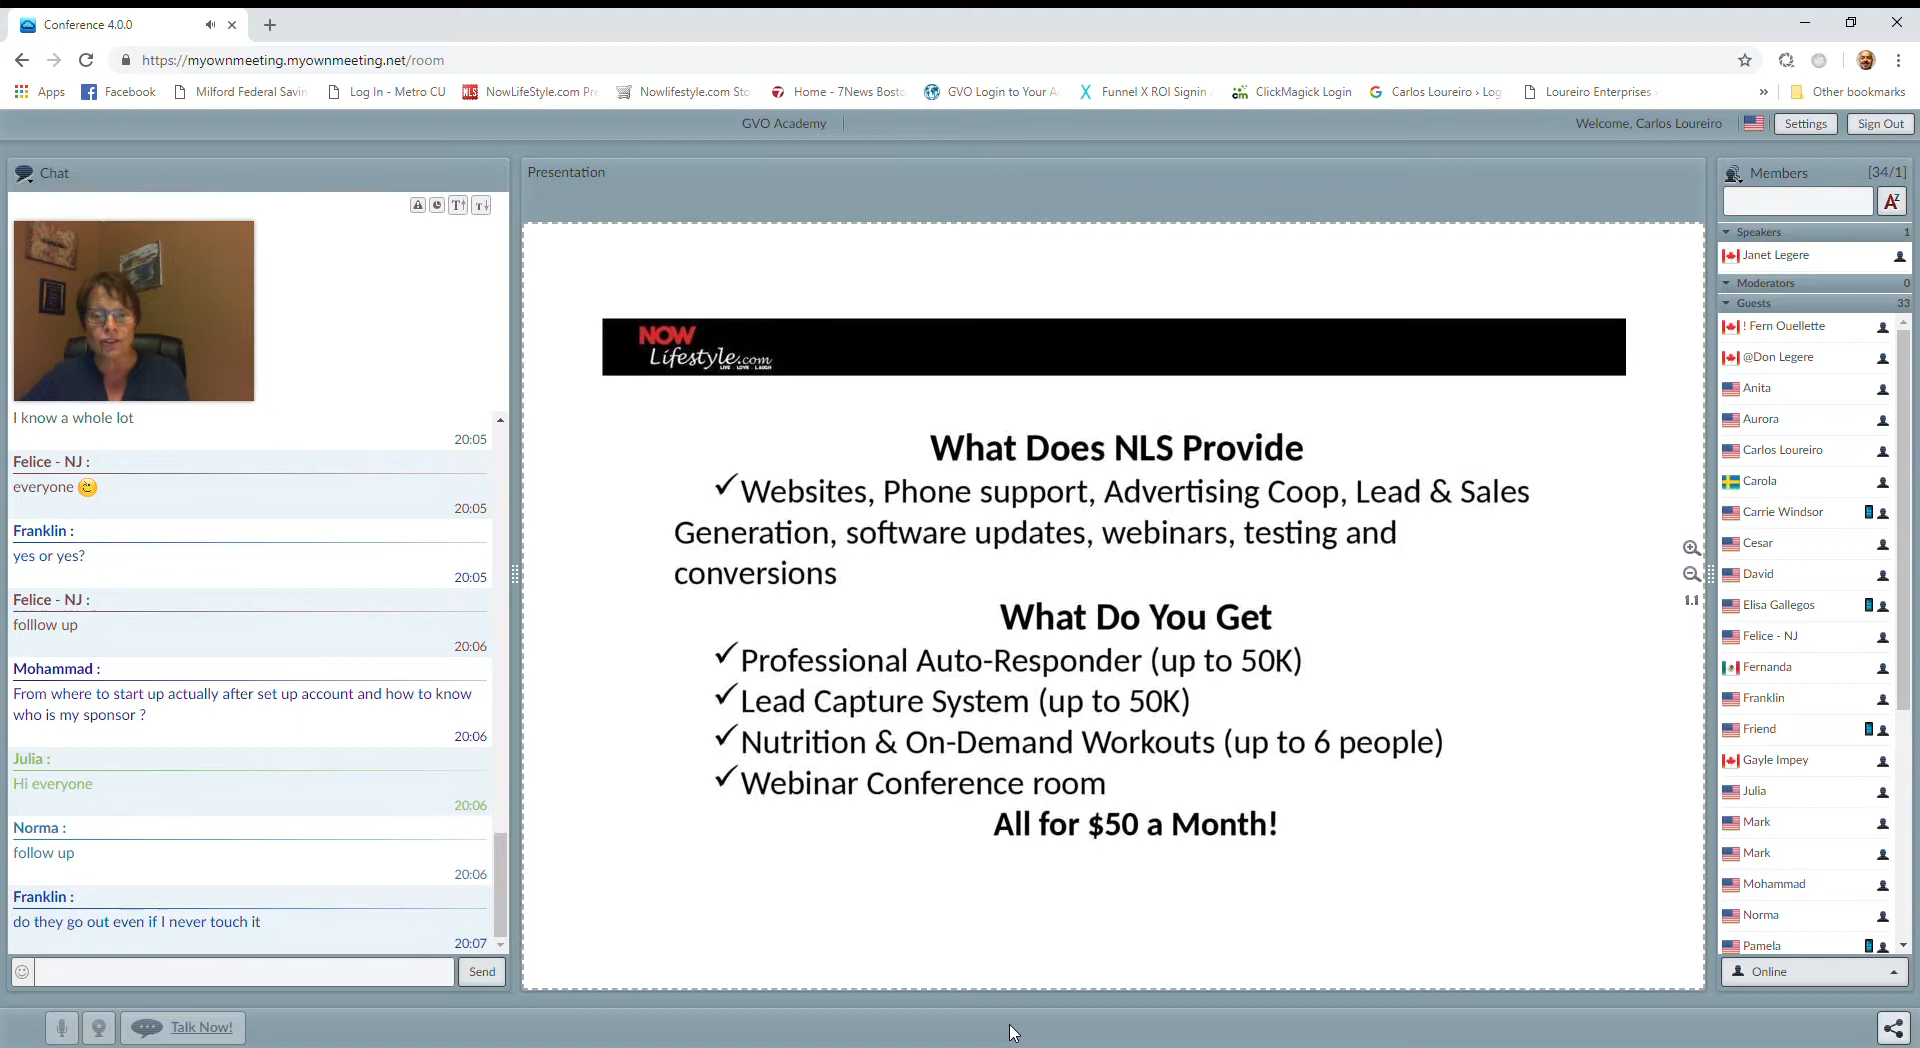 Conference 4.0.0
https://myownmeeting.myownmeeting.net/room
Apps
Facebook
Milford Federal Savin
Log In - Metro CU
NLS
NowLifeStyle.com Pre
Nowlifestyle.com Sto
Home - 7News Bosto
GVO Login to Your A
Funnel X ROI Signin
cm
ClickMagick Login
Carlos Loureiro › Log
Loureiro Enterprises
»
Other bookmarks
GVO Academy
Welcome, Carlos Loureiro
Settings
Sign Out
Chat
I know a whole lot
20:05
Felice - NJ :
everyone
20:05
Franklin :
yes or yes?
20:05
Felice - NJ :
folllow up
20:06
Mohammad :
From where to start up actually after set up account and how to know
who is my sponsor ?
20:06
Julia :
Hi everyone
20:06
Norma :
follow up
20:06
Franklin :
do they go out even if I never touch it
20:07
Send
Talk Now!
Presentation
NOW
Lifestyle.com
LIVE - LOVE - LAUGH
What Does NLS Provide
✓Websites, Phone support, Advertising Coop, Lead & Sales
Generation, software updates, webinars, testing and
conversions
What Do You Get
✓Professional Auto-Responder (up to 50K)
✓Lead Capture System (up to 50K)
✓Nutrition & On-Demand Workouts (up to 6 people)
✓Webinar Conference room
All for $50 a Month!
1.1
Members [34/1]
Speakers 1
Janet Legere
Moderators 0
Guests 33
! Fern Ouellette
@Don Legere
Anita
Aurora
Carlos Loureiro
Carola
Carrie Windsor
Cesar
David
Elisa Gallegos
Felice - NJ
Fernanda
Franklin
Friend
Gayle Impey
Julia
Mark
Mark
Mohammad
Norma
Pamela
Online